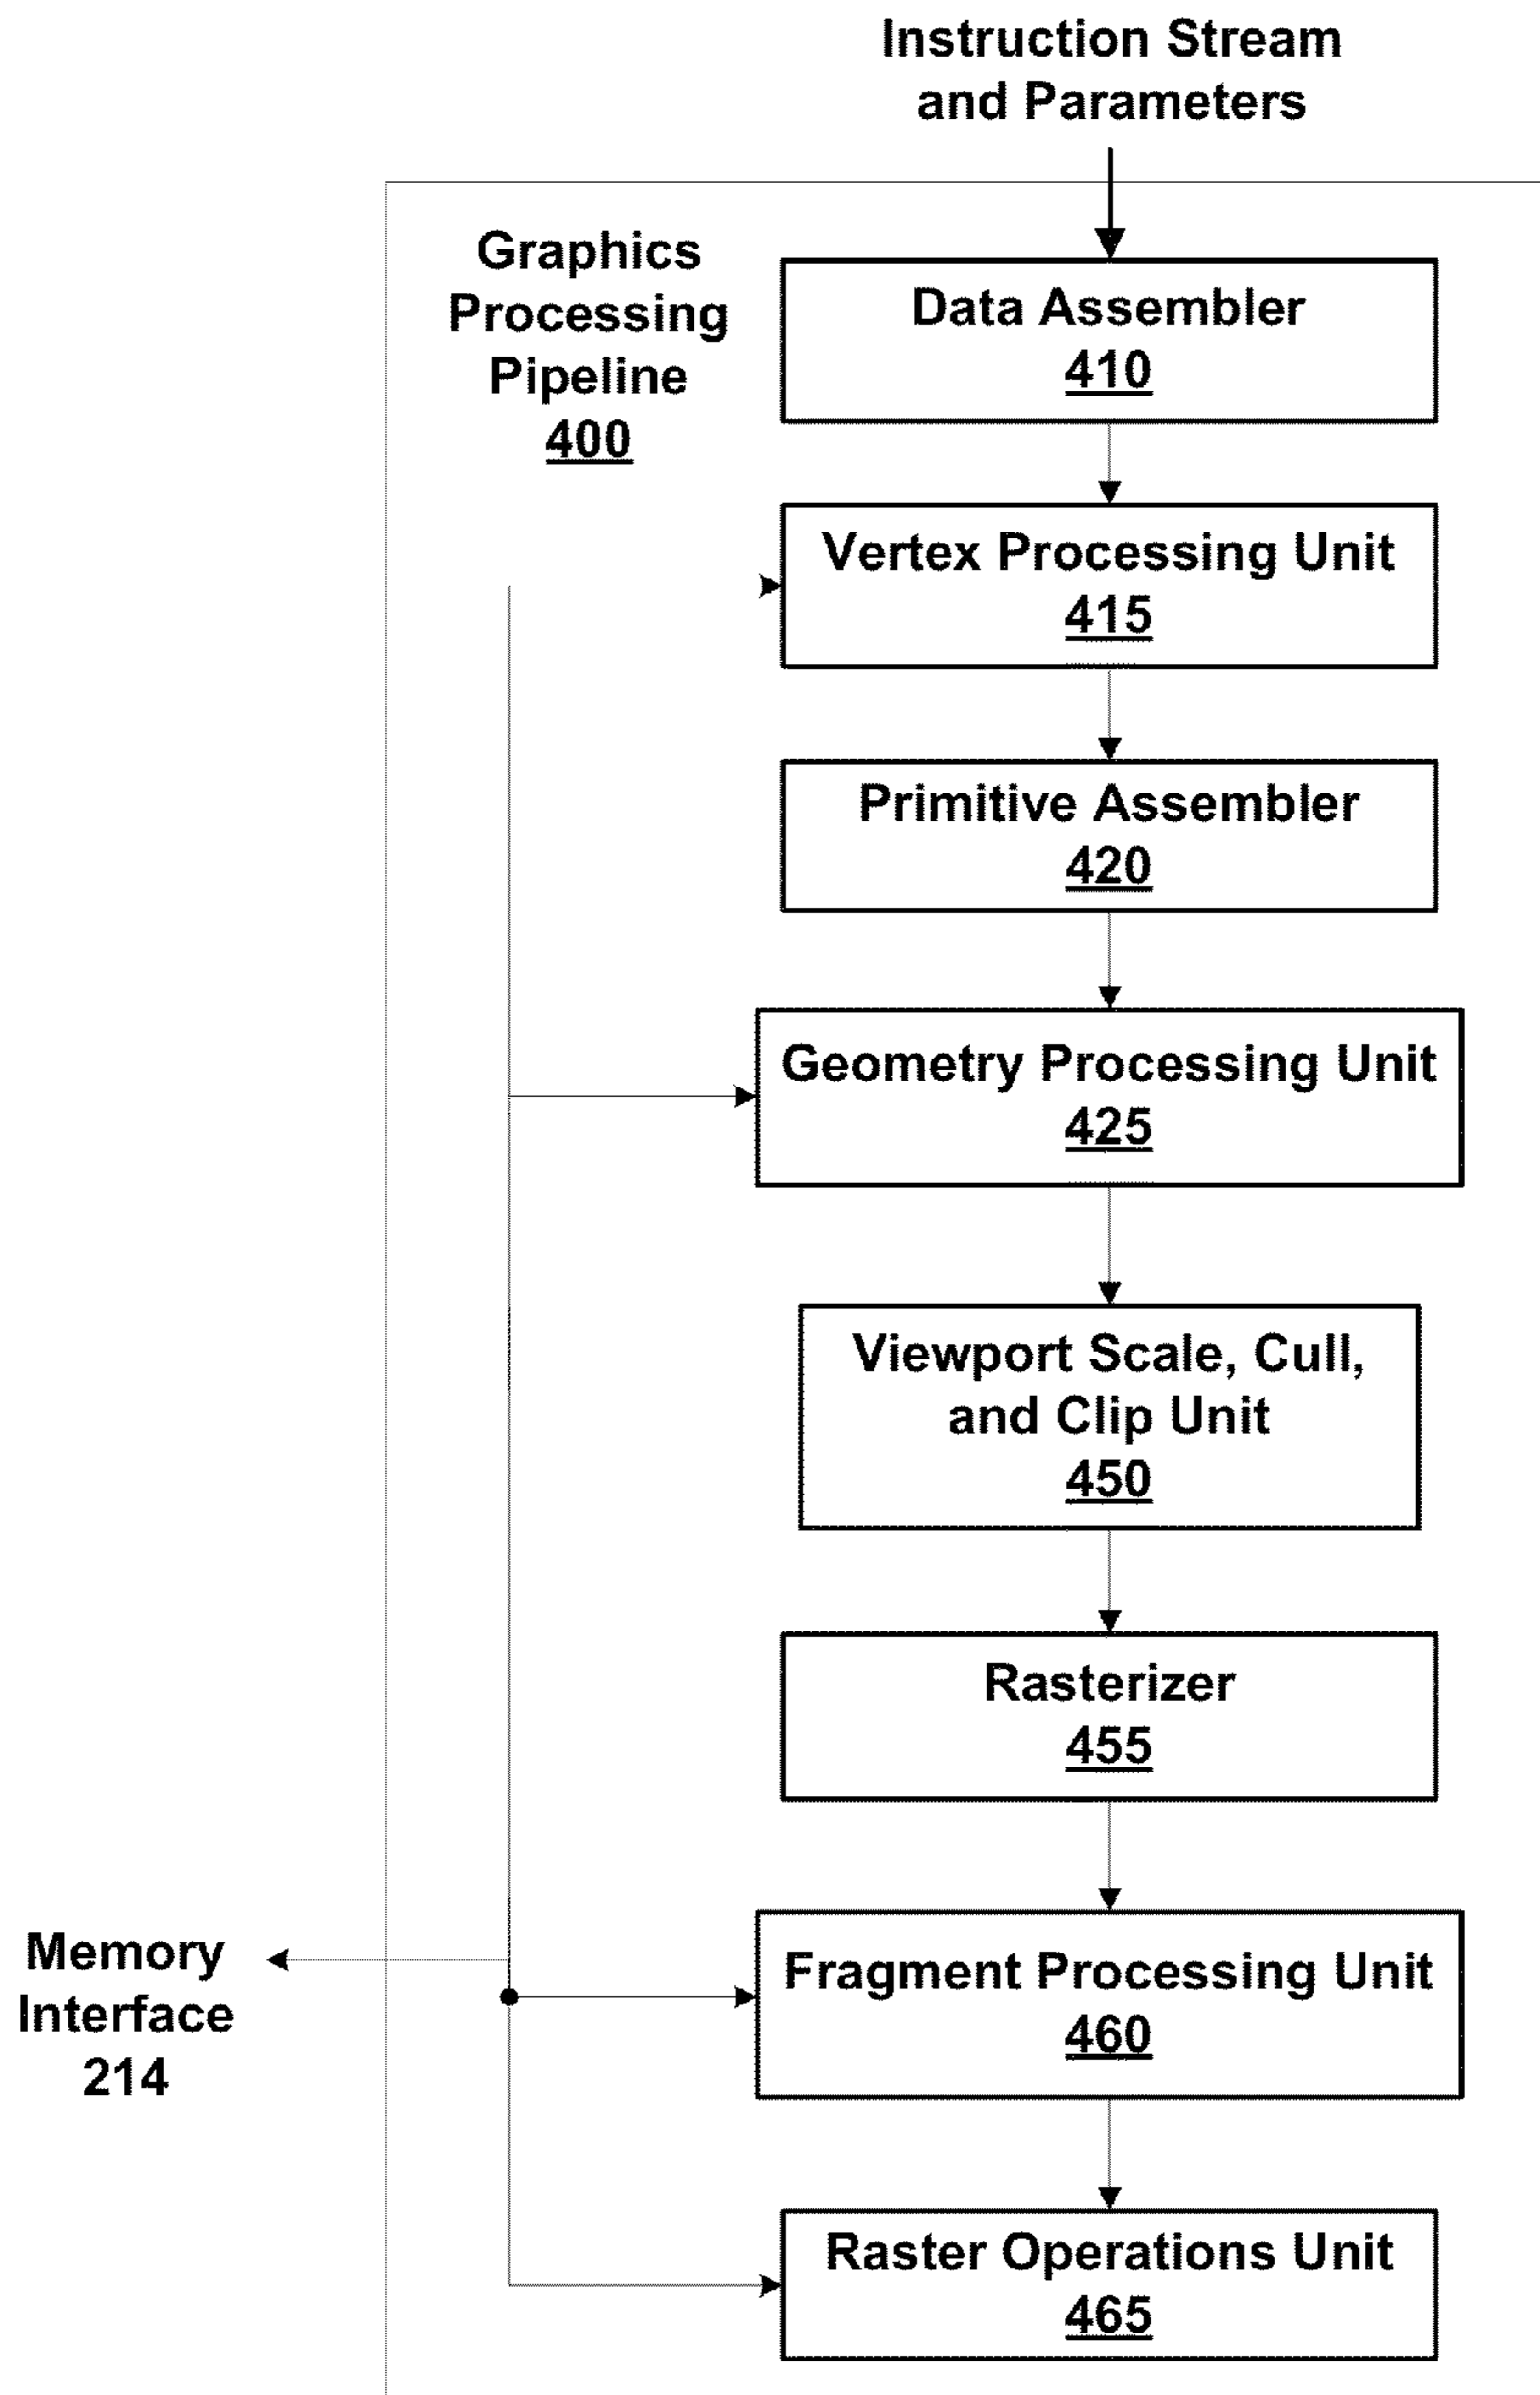 Instruction Stream
and Parameters
Graphics
Processing
Pipeline
400
Data Assembler
410
Vertex Processing Unit
415
Primitive Assembler
420
Geometry Processing Unit
425
Viewport Scale, Cull,
and Clip Unit
450
Rasterizer
455
Memory
Interface
214
Fragment Processing Unit
460
Raster Operations Unit
465